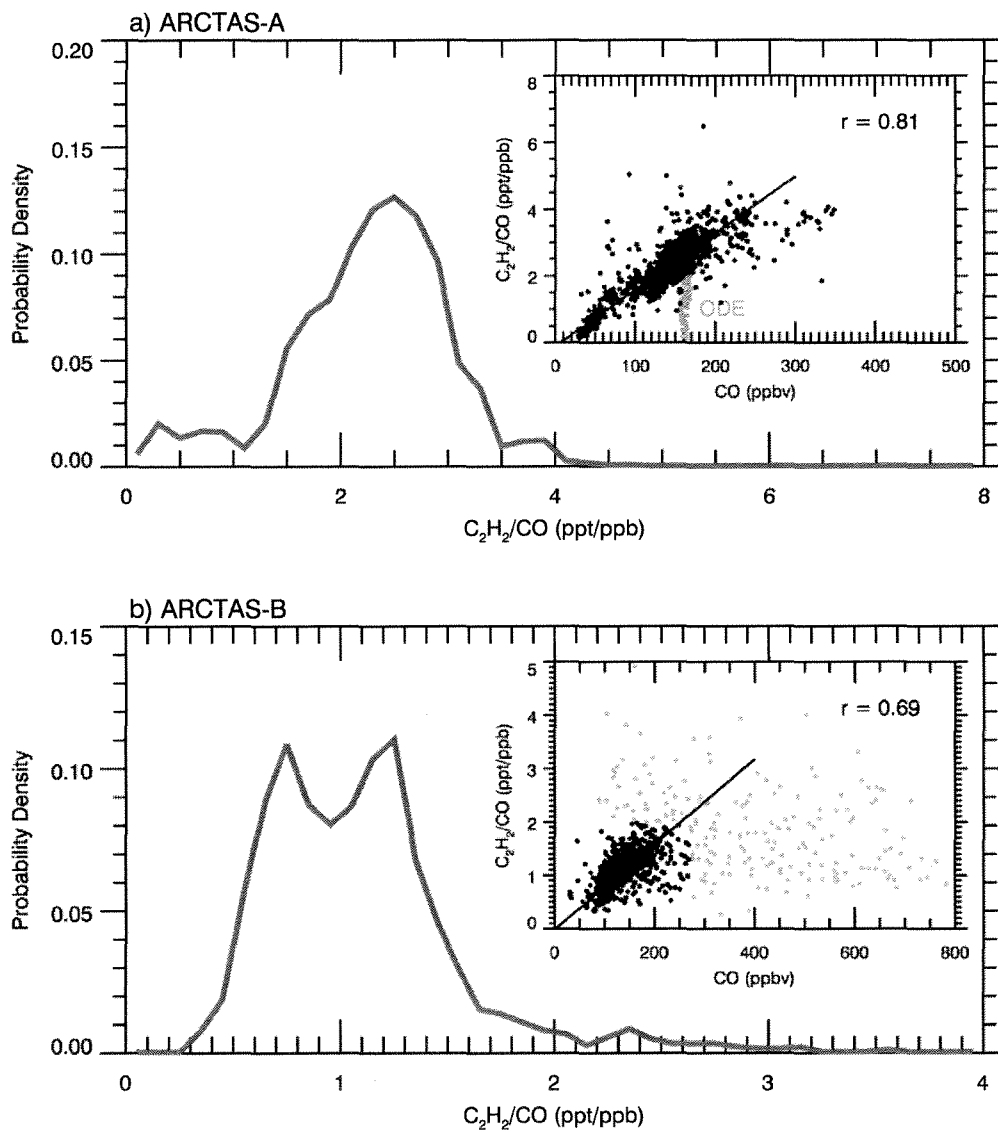 a) ARCTAS-A
0.20
0.15
0.10
0.05
0.00
Probability Density
0 2 4 6 8
C₂H₂/CO (ppt/ppb)
8
6
4
2
0
C₂H₂/CO (ppt/ppb)
r = 0.81
ODE
0 100 200 300 400 500
CO (ppbv)
b) ARCTAS-B
0.15
0.10
0.05
0.00
Probability Density
0 1 2 3 4
C₂H₂/CO (ppt/ppb)
5
4
3
2
1
0
C₂H₂/CO (ppt/ppb)
r = 0.69
0 200 400 600 800
CO (ppbv)